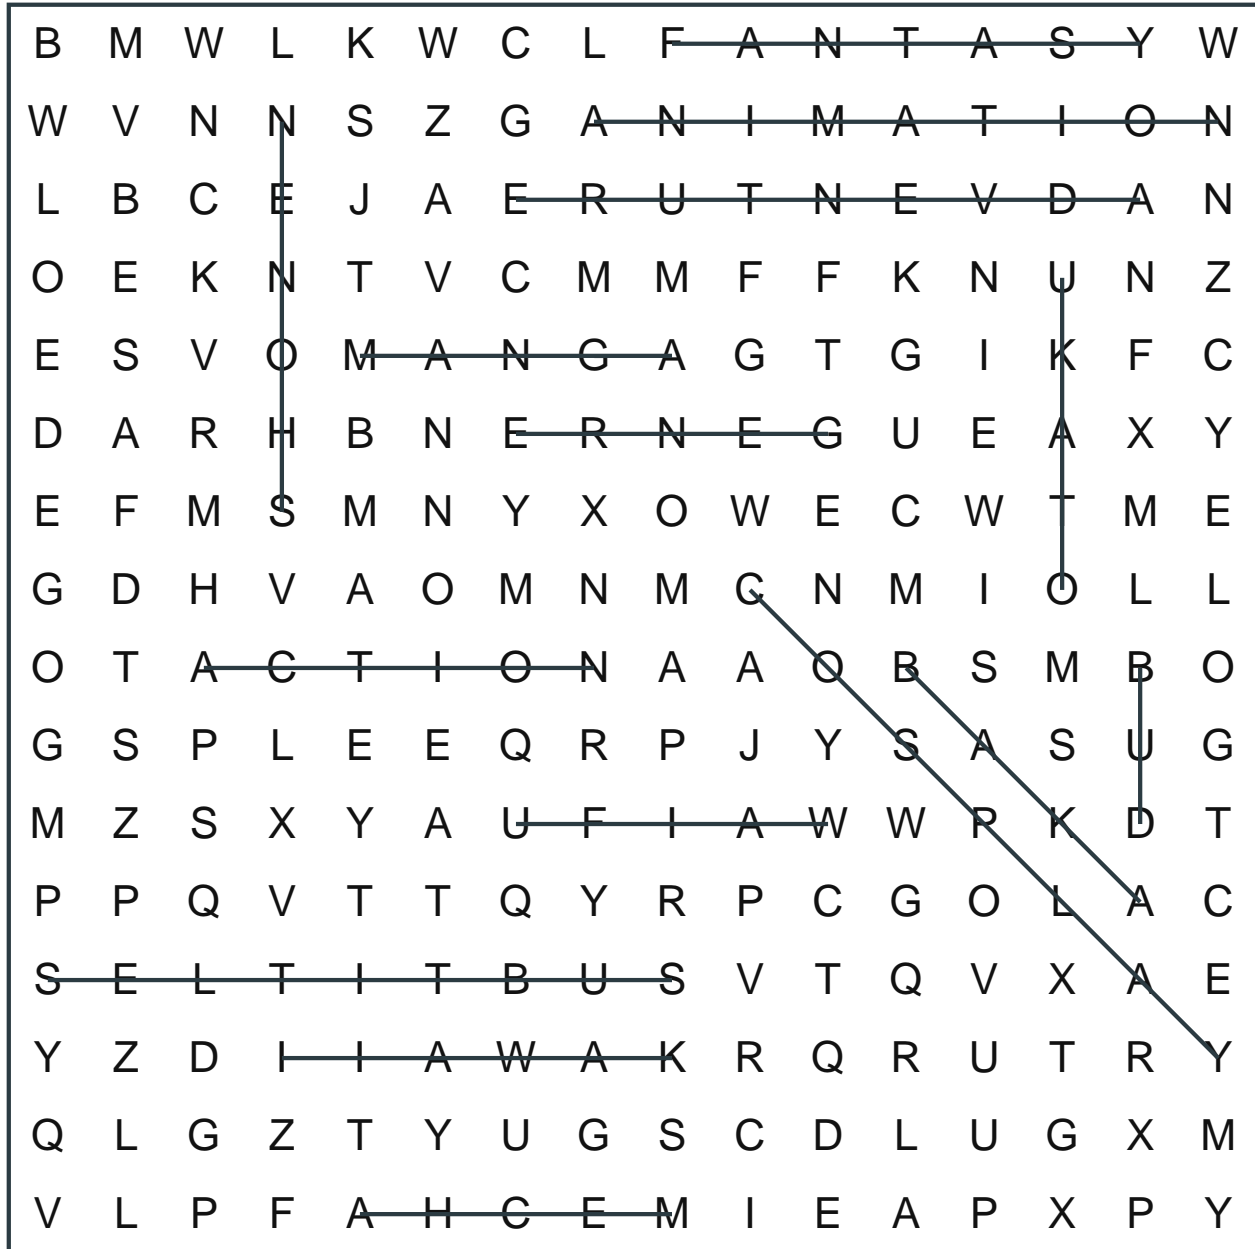 B M W L K W C L F A N T A S Y W
W V N N S Z G A N I M A T I O N
L B C E J A E R U T N E V D A N
O E K N T V C M M F F K N U N Z
E S V O M A N G A G T G I K F C
D A R H B N E R N E G U E A X Y
E F M S M N Y X O W E C W T M E
G D H V A O M N M C N M I O L L
O T A C T I O N A A O B S M B O
G S P L E E Q R P J Y S A S U G
M Z S X Y A U F I A W W P K D T
P P Q V T T Q Y R P C G O L A C
S E L T I T B U S V T Q V X A E
Y Z D I I A W A K R Q R U T R Y
Q L G Z T Y U G S C D L U G X M
V L P F A H C E M I E A P X P Y